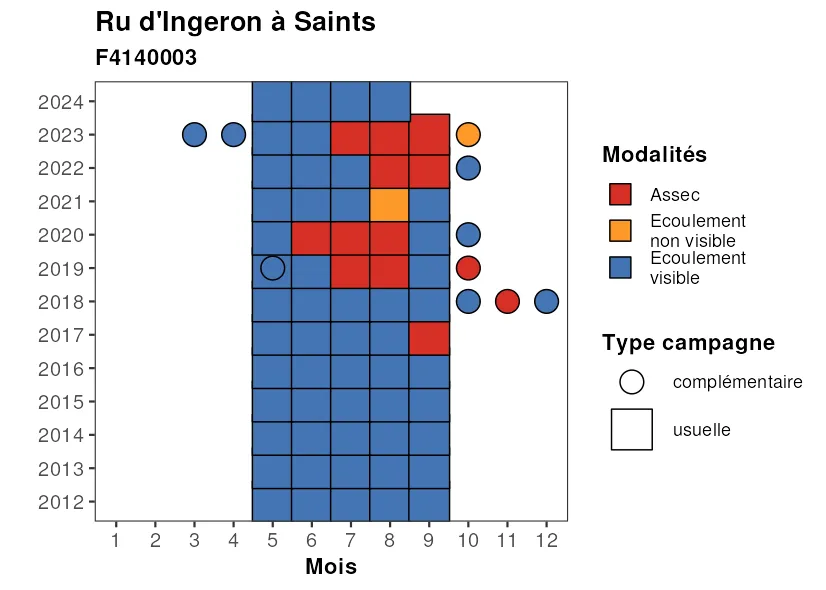 Ru d'Ingeron à Saints
F4140003
2024
2023
2022
2021
2020
2019
2018
2017
2016
2015
2014
2013
2012
1 2 3 4 5 6 7 8 9 10 11 12
Mois
Modalités
Assec
Ecoulement
non visible
Ecoulement
visible
Type campagne
complémentaire
usuelle